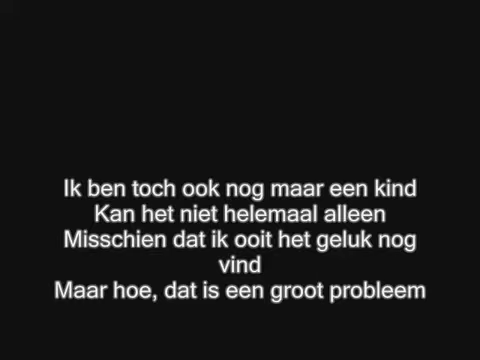 Ik ben toch ook nog maar een kind
Kan het niet helemaal alleen
Misschien dat ik ooit het geluk nog
vind
Maar hoe, dat is een groot probleem